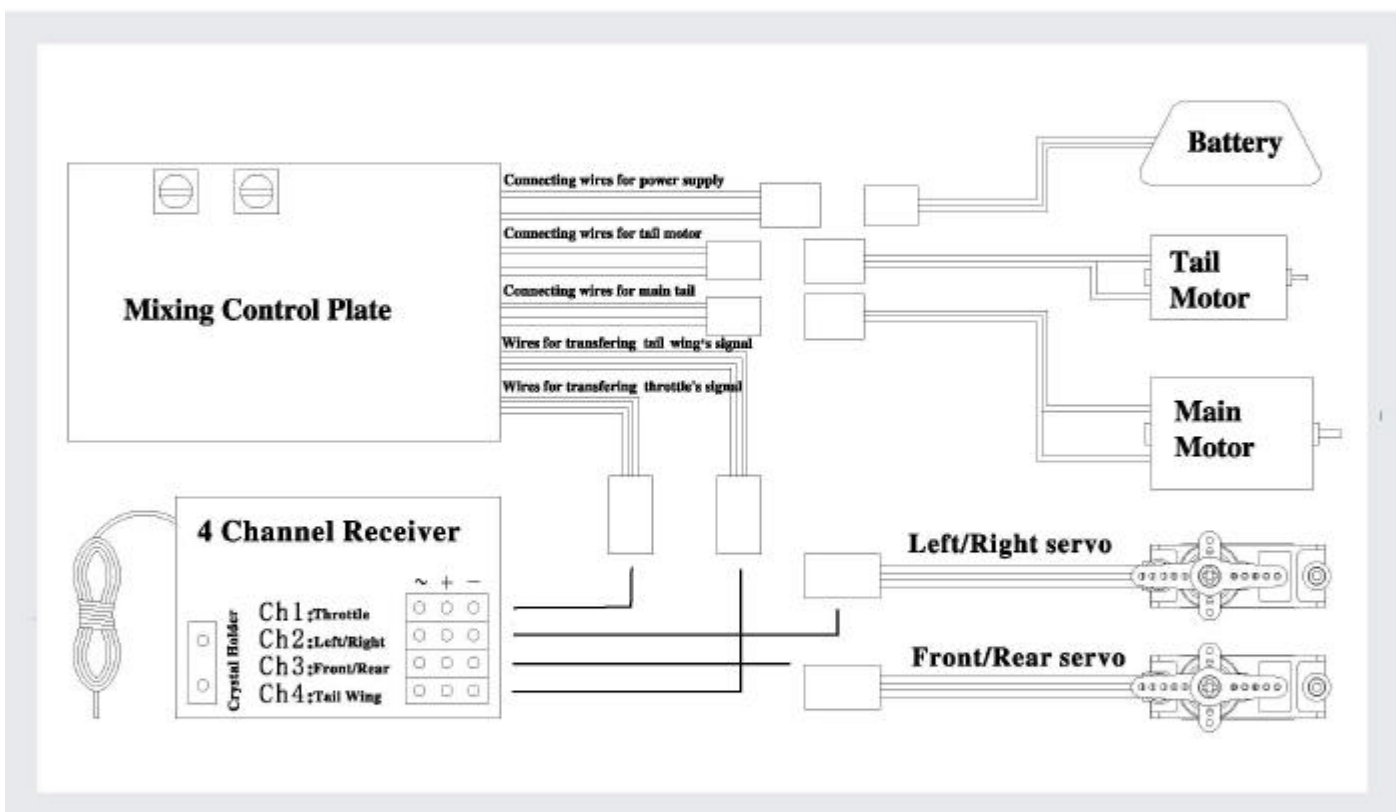 Battery
Connecting wires for power supply
Connecting wires for tail motor
Tail
Motor
Mixing Control Plate
Connecting wires for main tail
Wires for transfering tail wing's signal
Wires for transfering throttle's signal
Main
Motor
4 Channel Receiver
Left/Right servo
~ + −
Ch1:Throttle
Ch2:Left/Right
Ch3:Front/Rear
Ch4:Tail Wing
Crystal Holder
Front/Rear servo